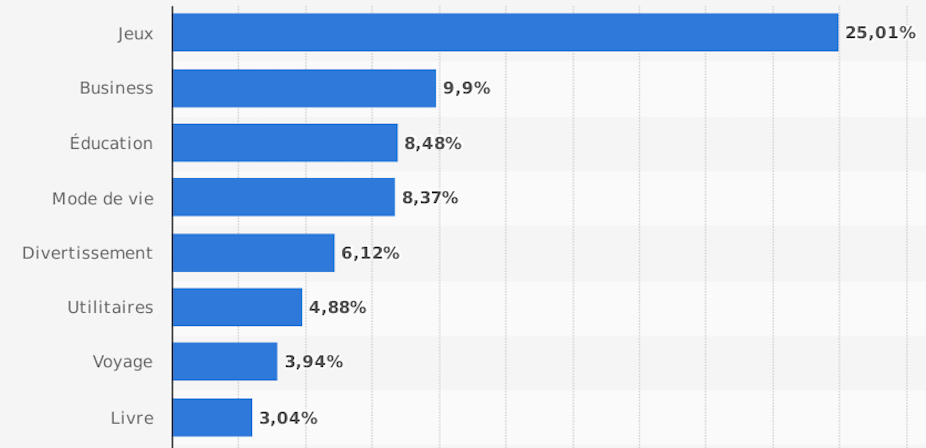 Jeux 25,01%
Business 9,9%
Éducation 8,48%
Mode de vie 8,37%
Divertissement 6,12%
Utilitaires 4,88%
Voyage 3,94%
Livre 3,04%